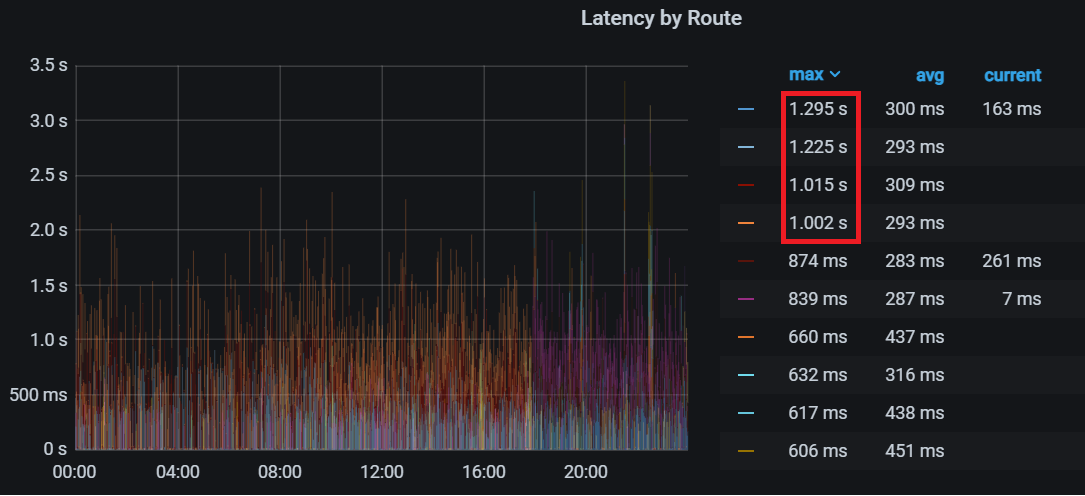 Latency by Route
3.5 s
3.0 s
2.5 s
2.0 s
1.5 s
1.0 s
500 ms
0 s
00:00 04:00 08:00 12:00 16:00 20:00
max avg current
1.295 s 300 ms 163 ms
1.225 s 293 ms
1.015 s 309 ms
1.002 s 293 ms
874 ms 283 ms 261 ms
839 ms 287 ms 7 ms
660 ms 437 ms
632 ms 316 ms
617 ms 438 ms
606 ms 451 ms